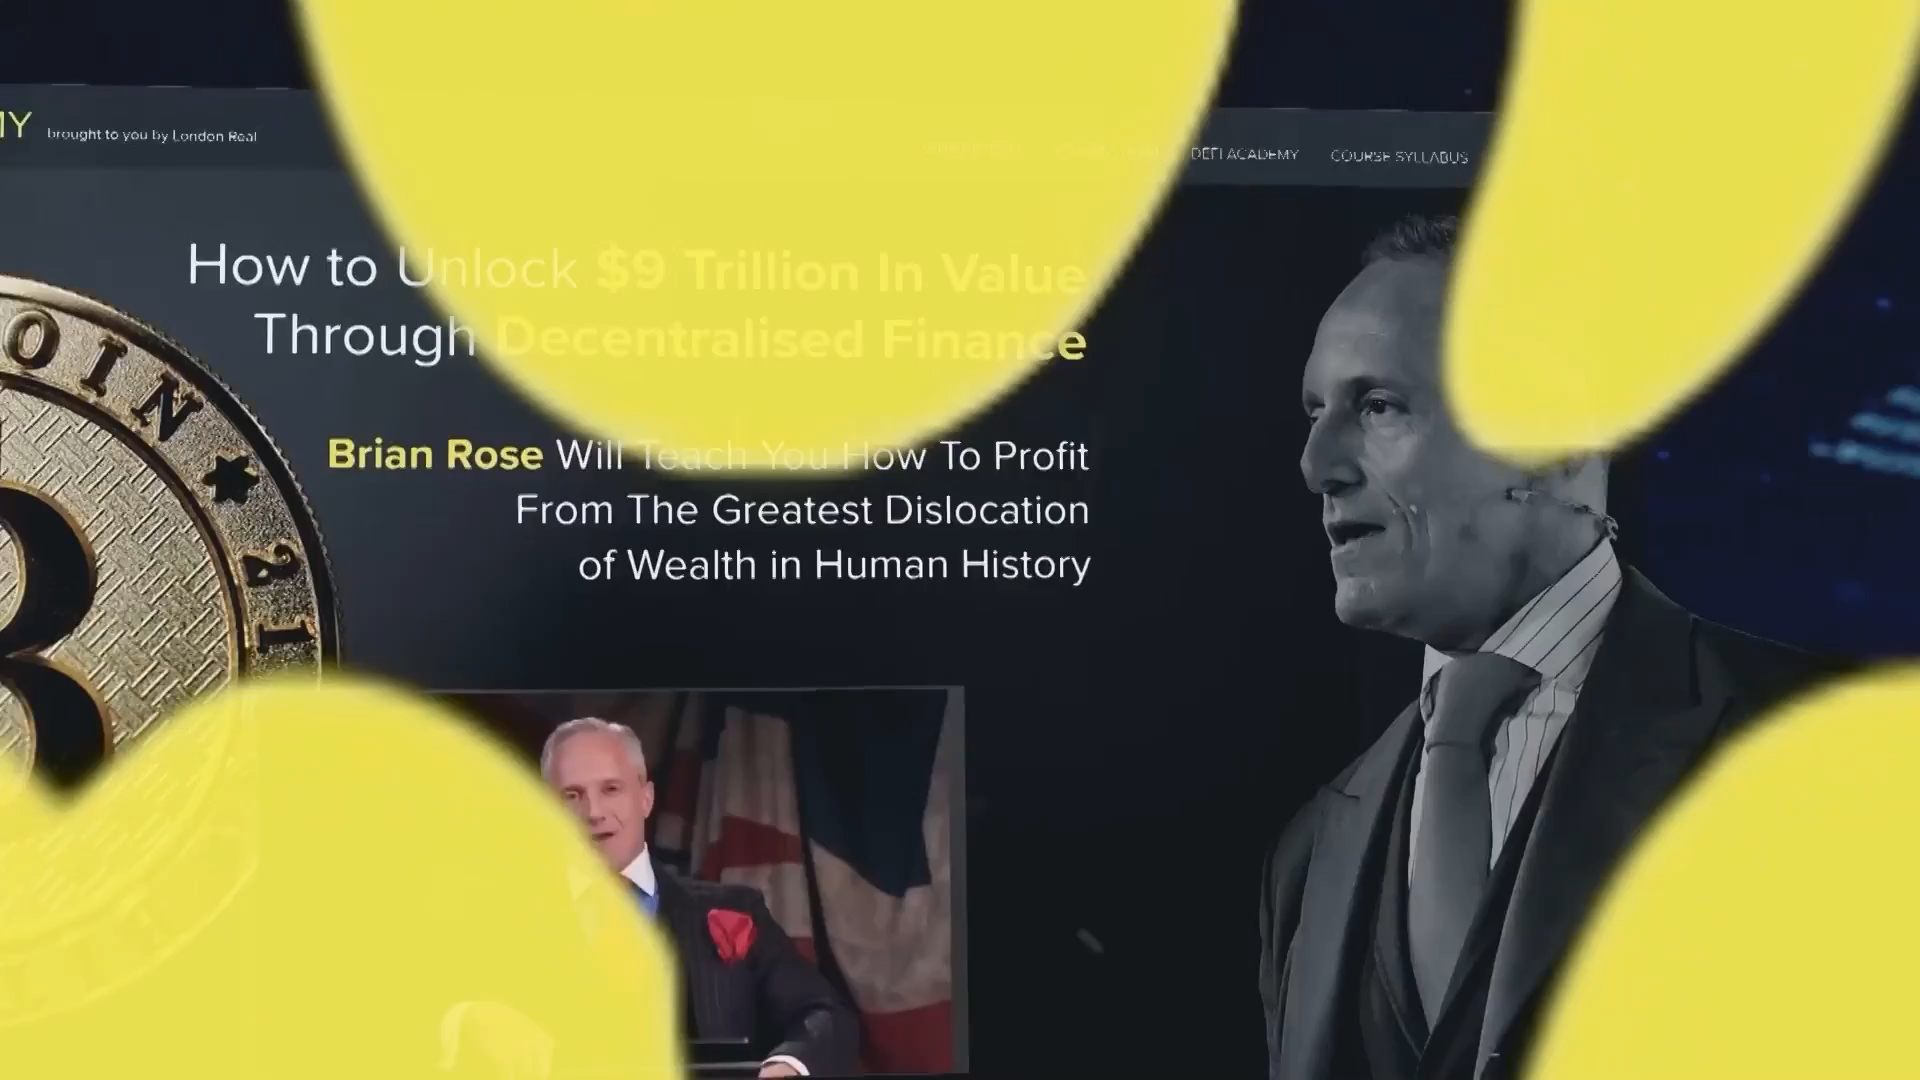 MY brought to you by London Real
DEFI ACADEMY COURSE SYLLABUS
How to Unlock $9 Trillion In Value
Through Decentralised Finance
Brian Rose Will Teach You How To Profit
From The Greatest Dislocation
of Wealth in Human History
OIN
21